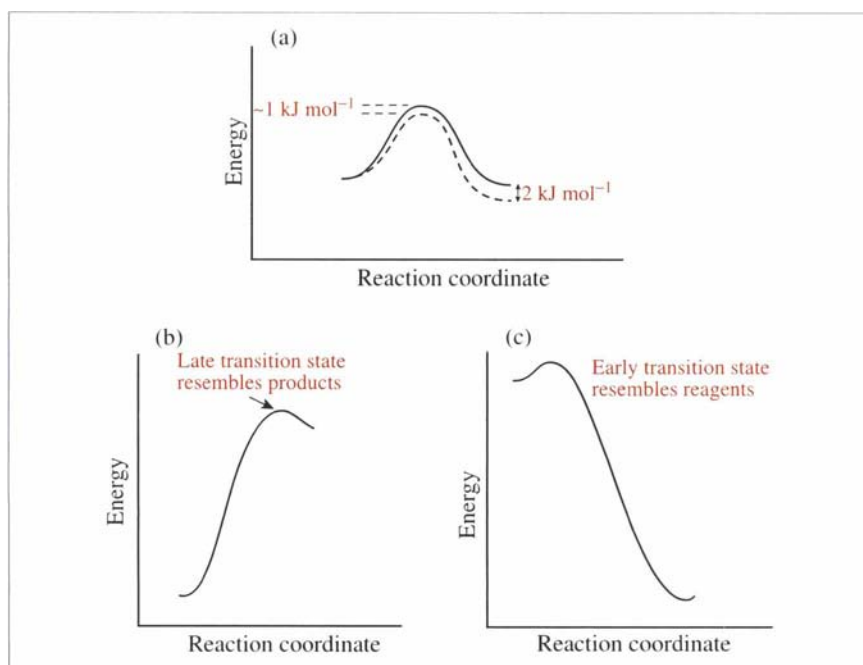 (a)
~1 kJ mol⁻¹
Energy
2 kJ mol⁻¹
Reaction coordinate
(b)
Late transition state
resembles products
Energy
Reaction coordinate
(c)
Early transition state
resembles reagents
Energy
Reaction coordinate